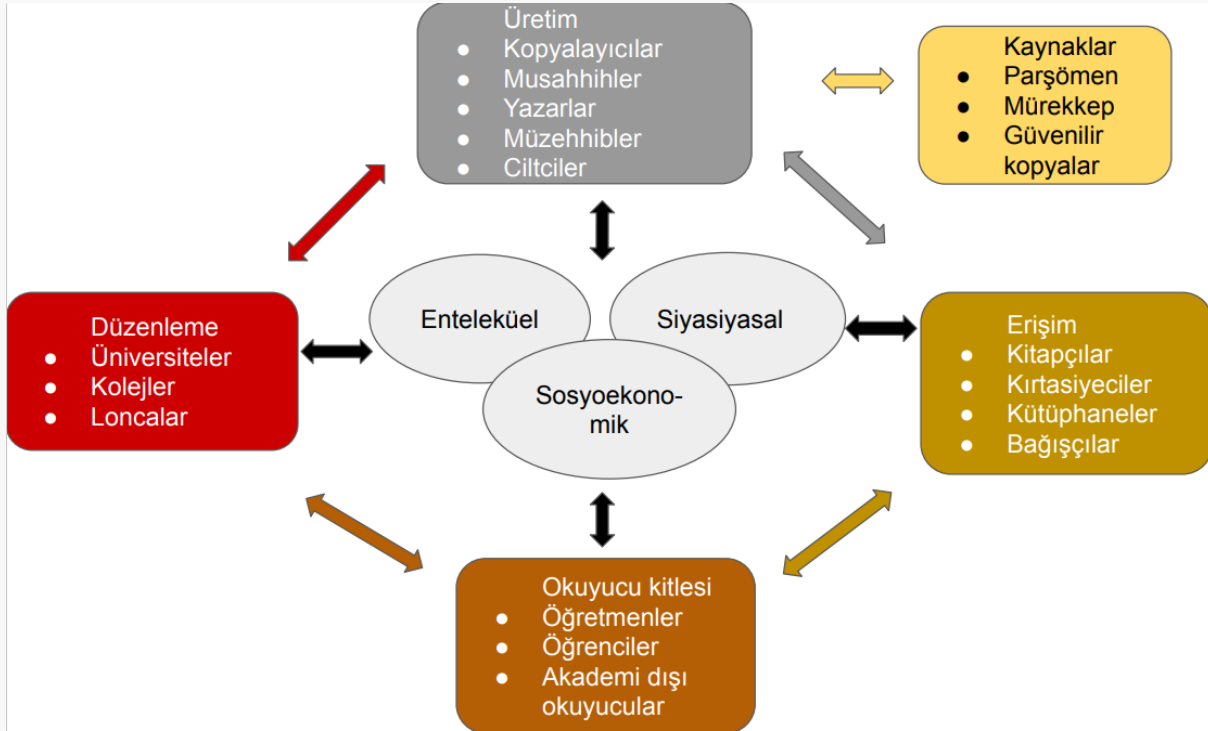 Üretim
● Kopyalayıcılar
● Musahhihler
● Yazarlar
● Müzehhibler
● Ciltciler
Kaynaklar
● Parşömen
● Mürekkep
● Güvenilir
kopyalar
Düzenleme
● Üniversiteler
● Kolejler
● Loncalar
Enteleküel
Siyasiyasal
Sosyoekono-
mik
Erişim
● Kitapçılar
● Kırtasiyeciler
● Kütüphaneler
● Bağışçılar
Okuyucu kitlesi
● Öğretmenler
● Öğrenciler
● Akademi dışı
okuyucular